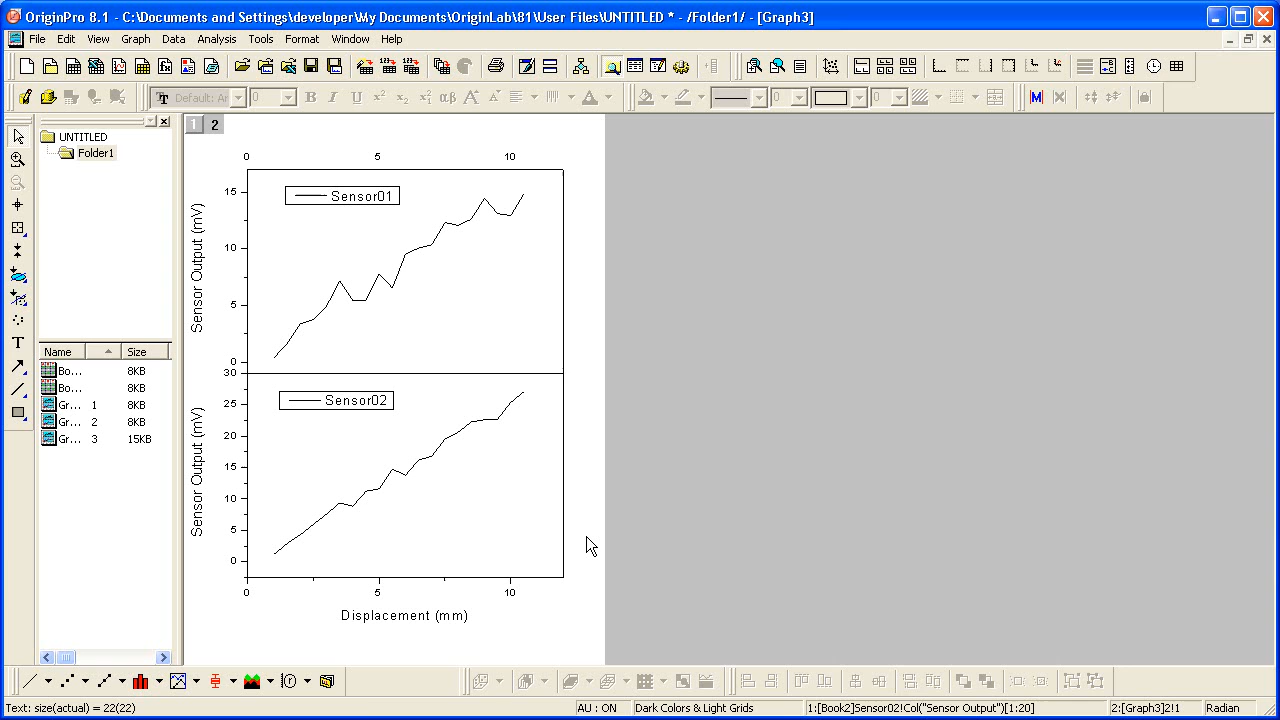 OriginPro 8.1 - C:\Documents and Settings\developer\My Documents\OriginLab\81\User Files\UNTITLED * - /Folder1/ - [Graph3]
File Edit View Graph Data Analysis Tools Format Window Help
Default: Ar 0 B I U 0 0
UNTITLED
Folder1
Name Size
Bo... 8KB
Bo... 8KB
Gr... 1 8KB
Gr... 2 8KB
Gr... 3 15KB
1 2
0 5 10
15
10
5
0
Sensor Output (mV)
Sensor01
30
25
20
15
10
5
0
Sensor Output (mV)
Sensor02
0 5 10
Displacement (mm)
Text: size(actual) = 22(22) AU : ON Dark Colors & Light Grids 1:[Book2]Sensor02!Col("Sensor Output")[1:20] 2:[Graph3]2!1 Radian